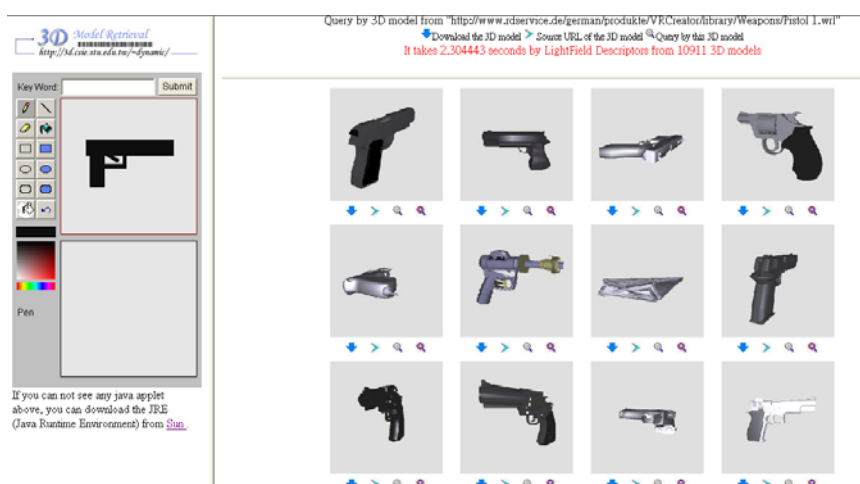 3D Model Retrieval
http://3d.csie.ntu.edu.tw/~dynamic/
Key Word:
Submit
Pen
If you can not see any java applet
above, you can download the JRE
(Java Runtime Environment) from Sun .
Query by 3D model from "http://www.rdservice.de/german/produkte/VRCreator/library/Weapons/Pistol 1.wrl"
Download the 3D model Source URL of the 3D model Query by this 3D model
It takes 2.304443 seconds by LightField Descriptors from 10911 3D models